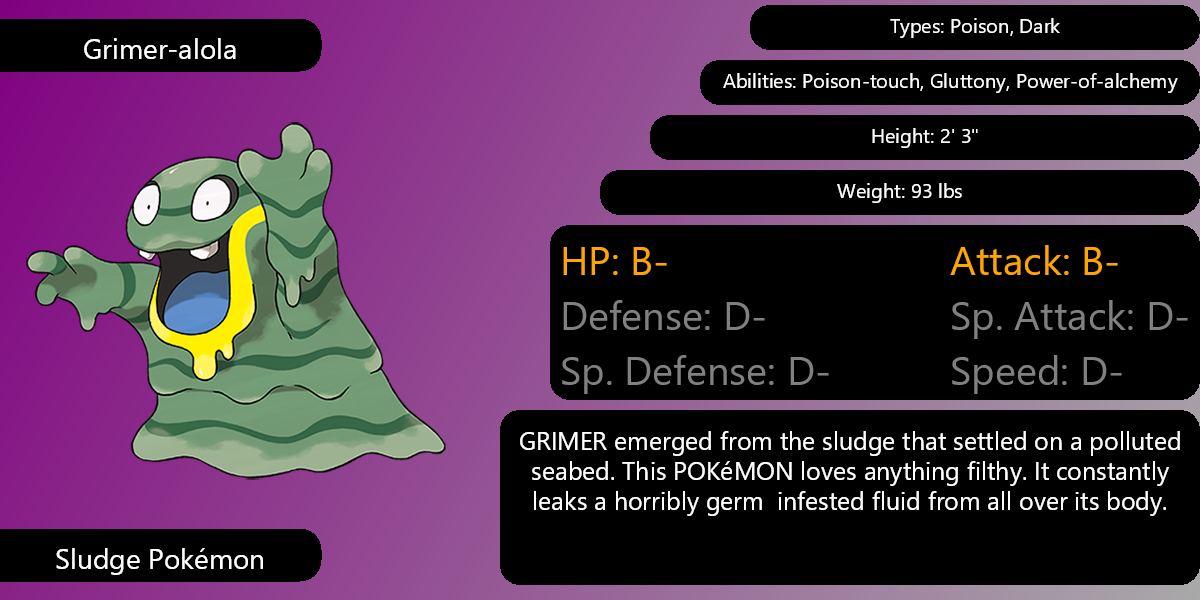 Grimer-alola
Types: Poison, Dark
Abilities: Poison-touch, Gluttony, Power-of-alchemy
Height: 2' 3"
Weight: 93 lbs
HP: B-
Attack: B-
Defense: D-
Sp. Attack: D-
Sp. Defense: D-
Speed: D-
GRIMER emerged from the sludge that settled on a polluted
seabed. This POKéMON loves anything filthy. It constantly
leaks a horribly germ  infested fluid from all over its body.
Sludge Pokémon